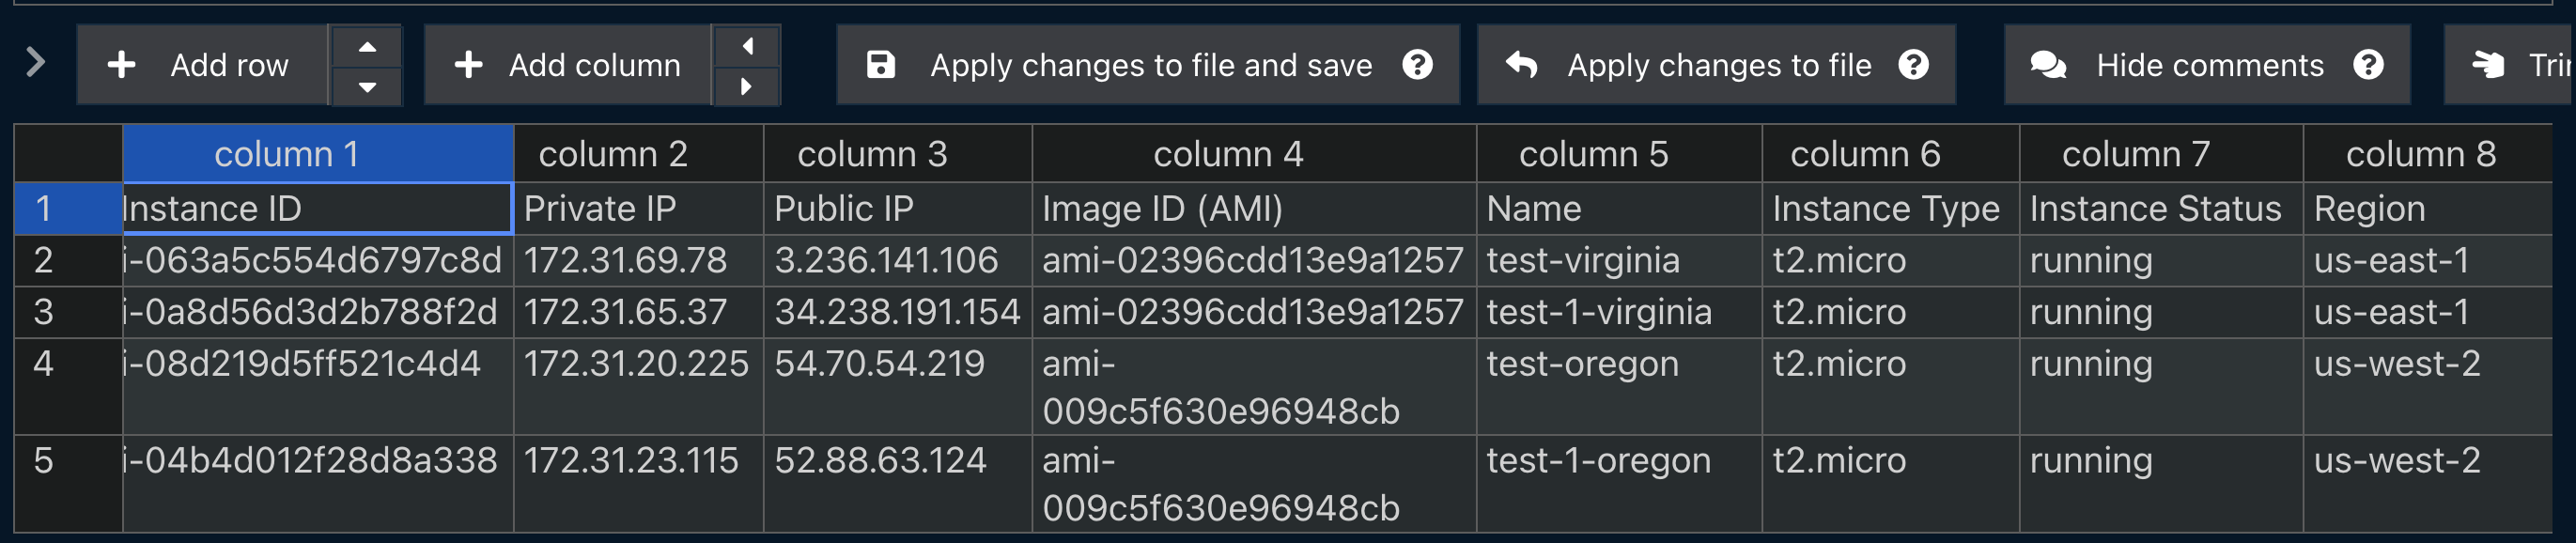 Add row
Add column
Apply changes to file and save
Apply changes to file
Hide comments
column 1 column 2 column 3 column 4 column 5 column 6 column 7 column 8
1 Instance ID Private IP Public IP Image ID (AMI) Name Instance Type Instance Status Region
2 i-063a5c554d6797c8d 172.31.69.78 3.236.141.106 ami-02396cdd13e9a1257 test-virginia t2.micro running us-east-1
3 i-0a8d56d3d2b788f2d 172.31.65.37 34.238.191.154 ami-02396cdd13e9a1257 test-1-virginia t2.micro running us-east-1
4 i-08d219d5ff521c4d4 172.31.20.225 54.70.54.219 ami- test-oregon t2.micro running us-west-2
009c5f630e96948cb
5 i-04b4d012f28d8a338 172.31.23.115 52.88.63.124 ami- test-1-oregon t2.micro running us-west-2
009c5f630e96948cb